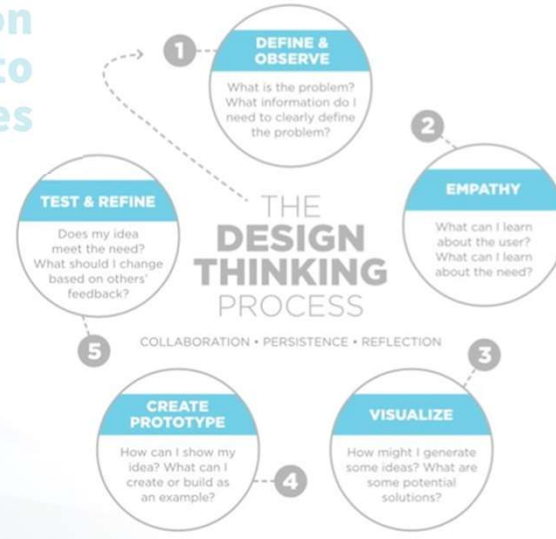 on
to
es
1
DEFINE &
OBSERVE
What is the problem?
What information do I
need to clearly define
the problem?
2
EMPATHY
What can I learn
about the user?
What can I learn
about the need?
THE
DESIGN
THINKING
PROCESS
COLLABORATION • PERSISTENCE • REFLECTION
3
VISUALIZE
How might I generate
some ideas? What are
some potential
solutions?
4
CREATE
PROTOTYPE
How can I show my
idea? What can I
create or build as
an example?
5
TEST & REFINE
Does my idea
meet the need?
What should I change
based on others'
feedback?